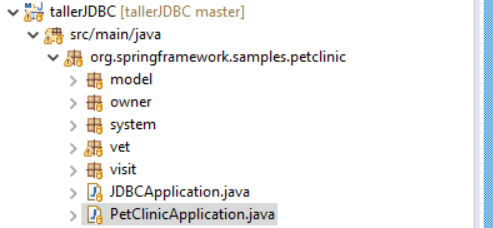 tallerJDBC [tallerJDBC master]
src/main/java
org.springframework.samples.petclinic
model
owner
system
vet
visit
JDBCApplication.java
PetClinicApplication.java